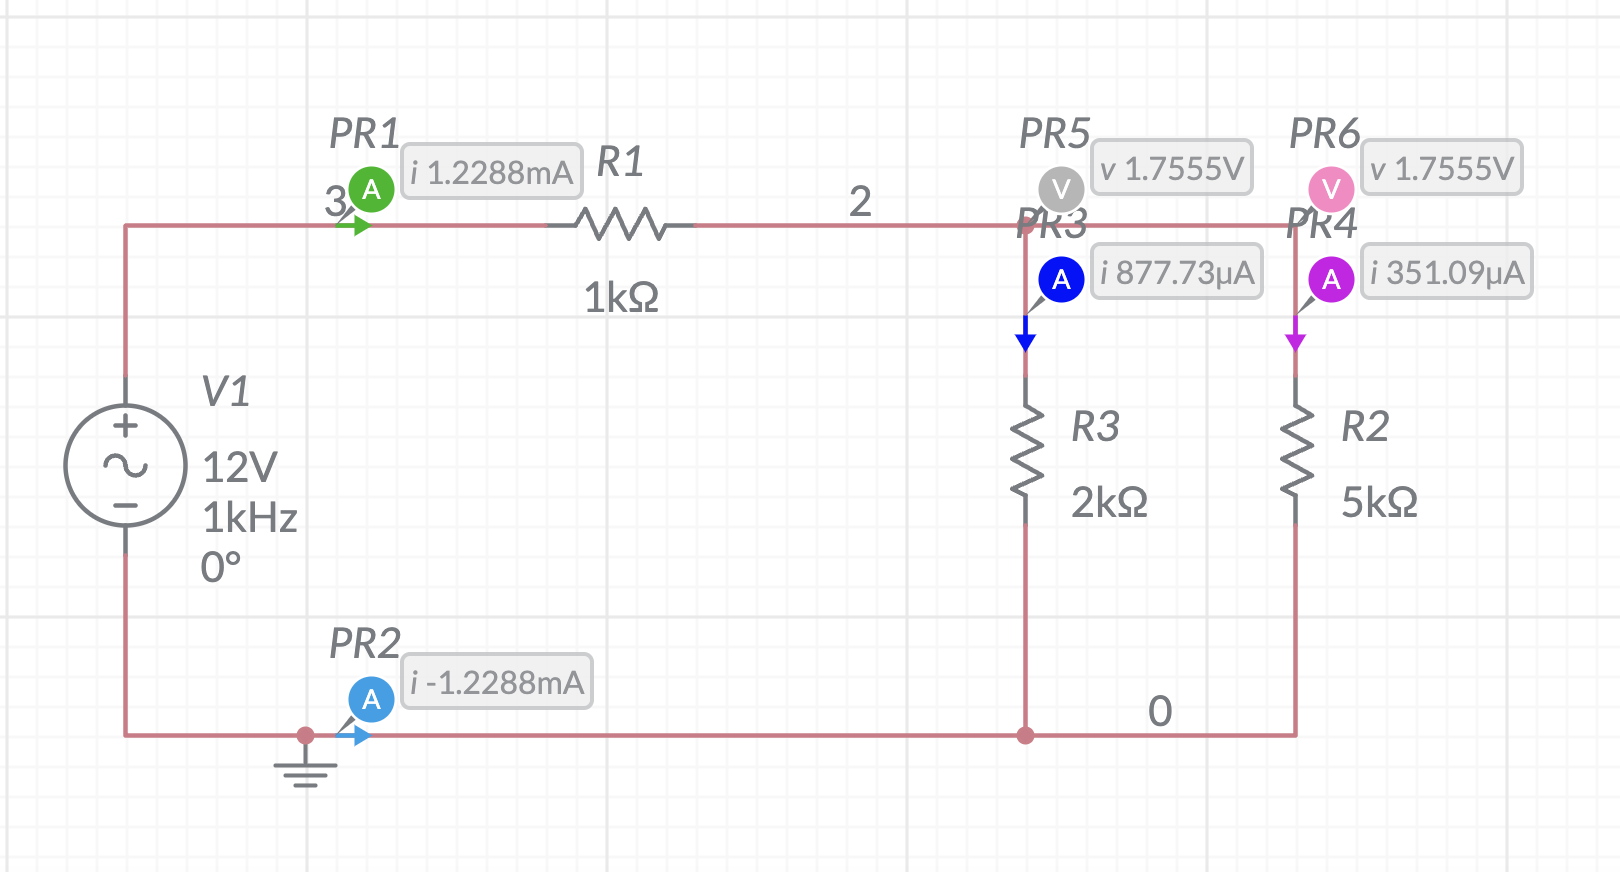 PR1
i 1.2288mA
R1
3
A
1kΩ
2
PR5
V
v 1.7555V
PR6
V
v 1.7555V
PR3
A
i 877.73µA
PR4
A
i 351.09µA
V1
12V
1kHz
0°
R3
2kΩ
R2
5kΩ
PR2
A
i -1.2288mA
0